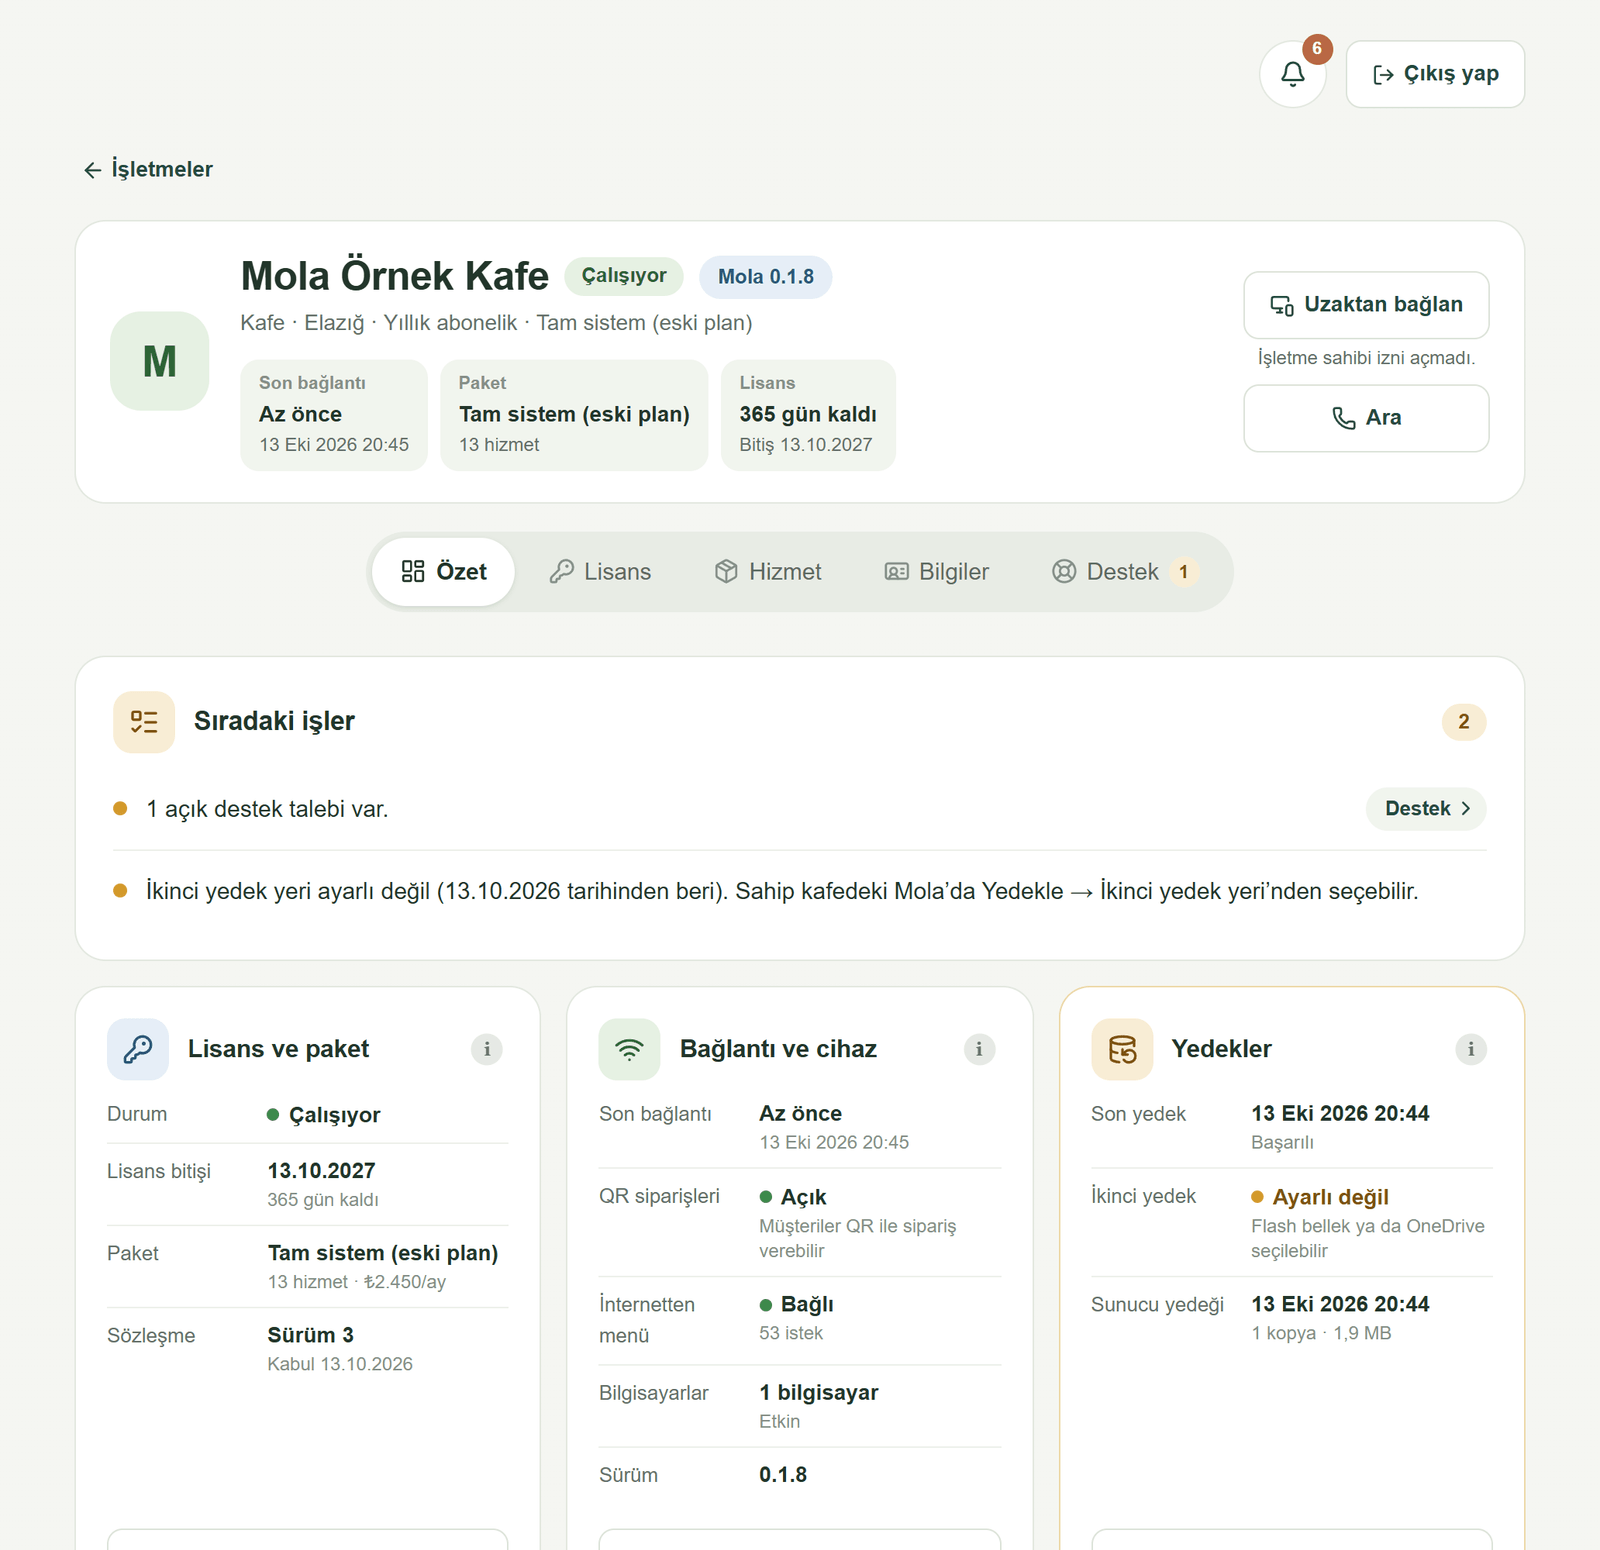 6
Çıkış yap
İşletmeler
Mola Örnek Kafe
Çalışıyor
Mola 0.1.8
Kafe · Elazığ · Yıllık abonelik · Tam sistem (eski plan)
M
Son bağlantı
Az önce
13 Eki 2026 20:45
Paket
Tam sistem (eski plan)
13 hizmet
Lisans
365 gün kaldı
Bitiş 13.10.2027
Uzaktan bağlan
İşletme sahibi izni açmadı.
Ara
Özet
Lisans
Hizmet
Bilgiler
Destek 1
Sıradaki işler
2
1 açık destek talebi var.
Destek
İkinci yedek yeri ayarlı değil (13.10.2026 tarihinden beri). Sahip kafedeki Mola’da Yedekle → İkinci yedek yeri’nden seçebilir.
Lisans ve paket
i
Durum
Çalışıyor
Lisans bitişi
13.10.2027
365 gün kaldı
Paket
Tam sistem (eski plan)
13 hizmet · ₺2.450/ay
Sözleşme
Sürüm 3
Kabul 13.10.2026
Bağlantı ve cihaz
i
Son bağlantı
Az önce
13 Eki 2026 20:45
QR siparişleri
Açık
Müşteriler QR ile sipariş
verebilir
İnternetten
menü
Bağlı
53 istek
Bilgisayarlar
1 bilgisayar
Etkin
Sürüm
0.1.8
Yedekler
i
Son yedek
13 Eki 2026 20:44
Başarılı
İkinci yedek
Ayarlı değil
Flash bellek ya da OneDrive
seçilebilir
Sunucu yedeği
13 Eki 2026 20:44
1 kopya · 1,9 MB